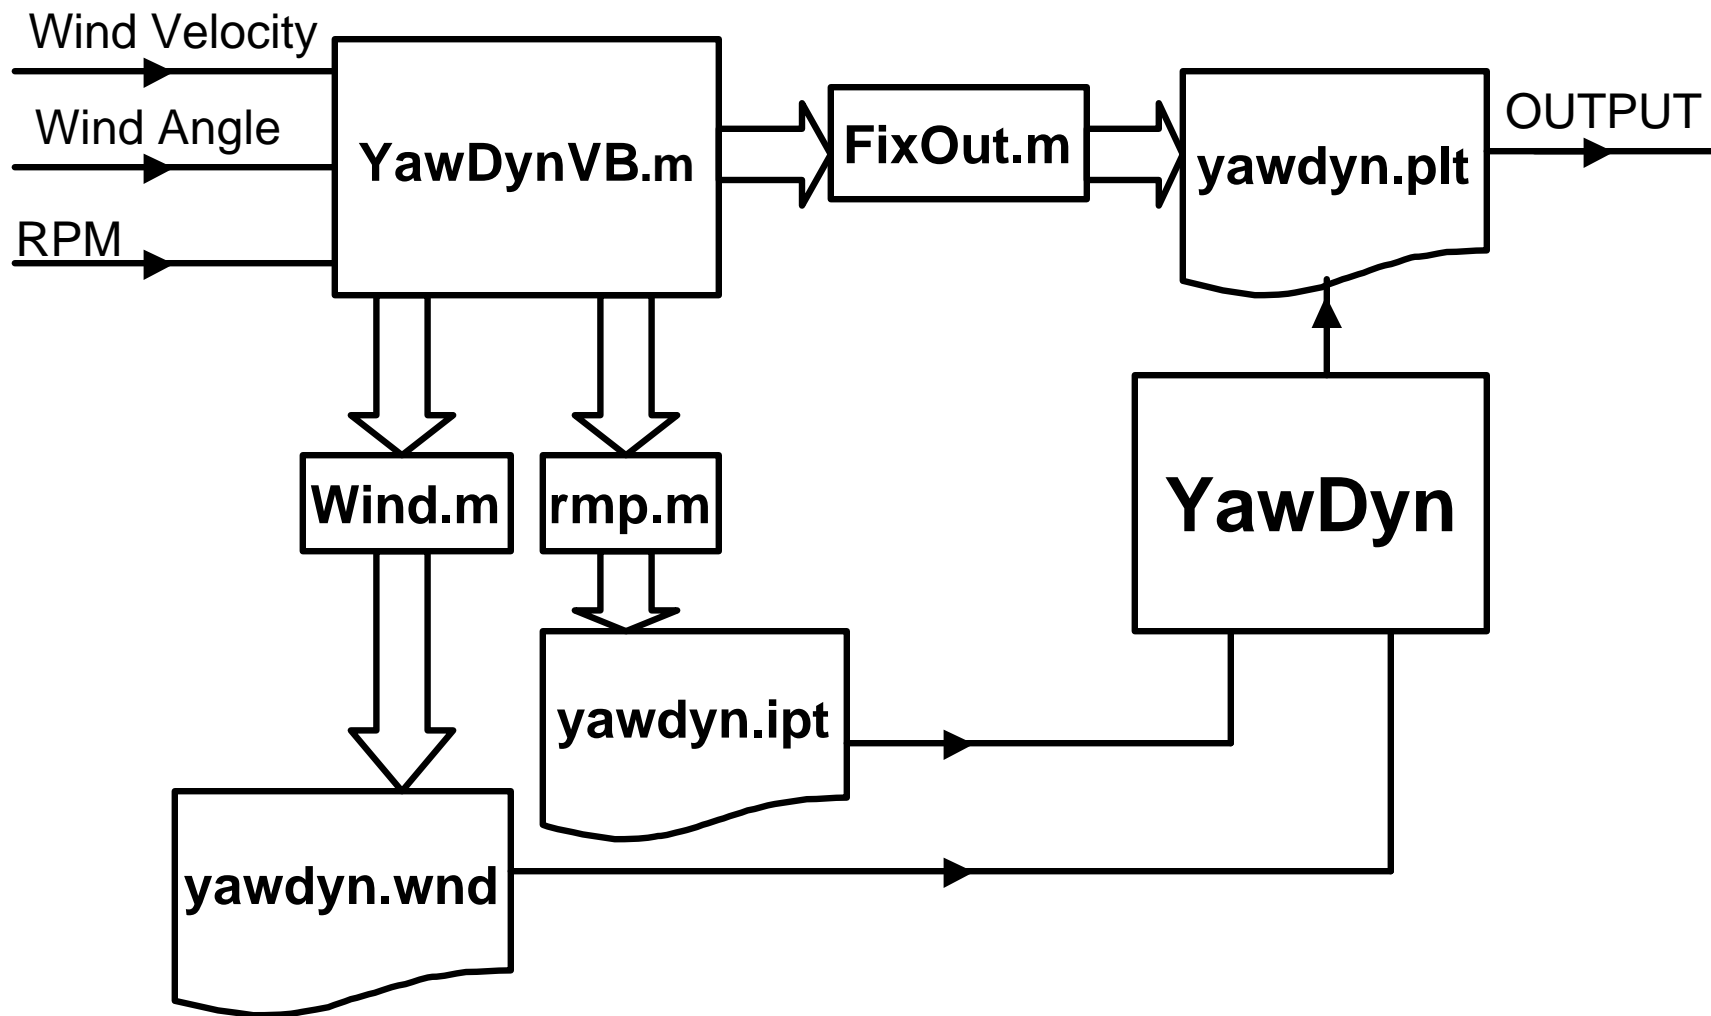 Wind Velocity
Wind Angle
RPM
YawDynVB.m
FixOut.m
yawdyn.plt
OUTPUT
Wind.m
rmp.m
YawDyn
yawdyn.ipt
yawdyn.wnd